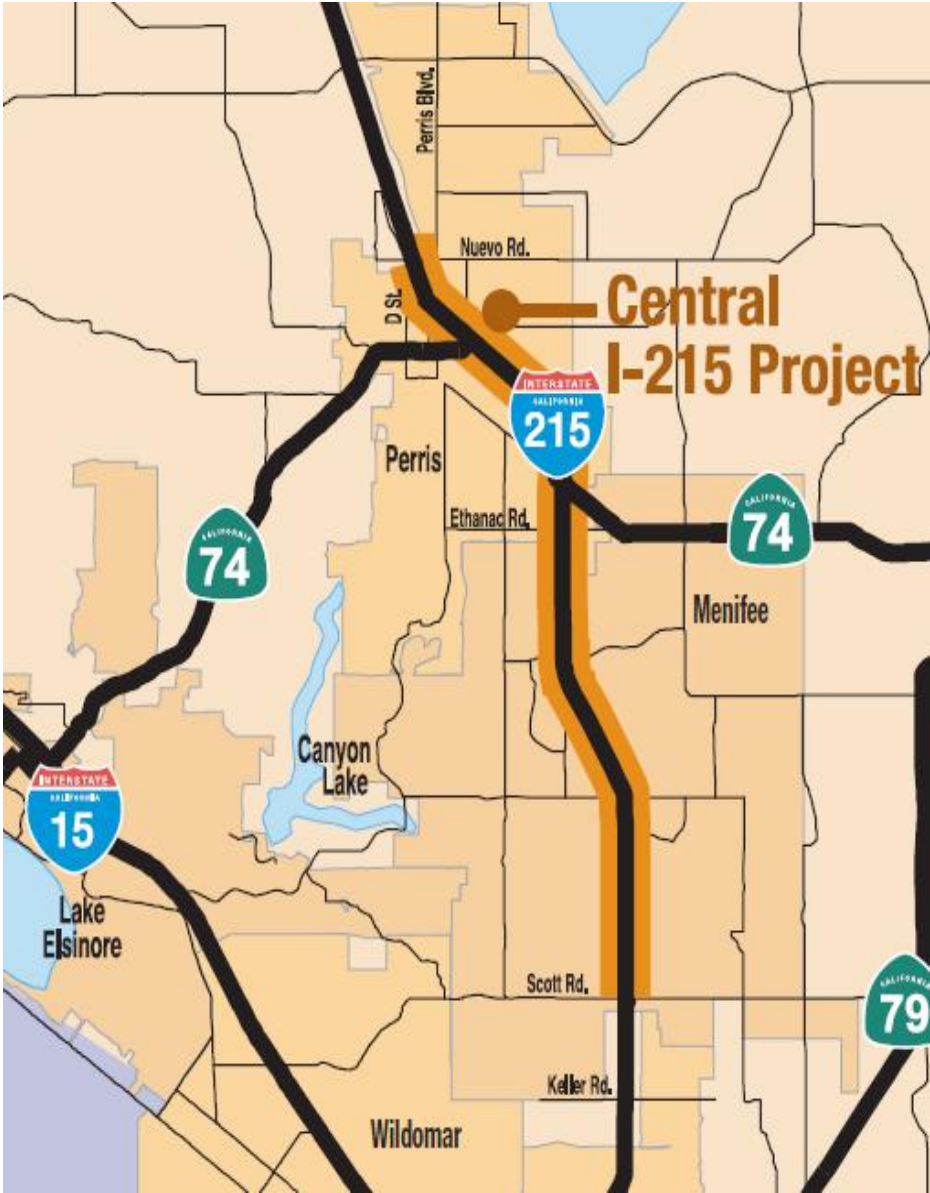 Perris Blvd.
Nuevo Rd.
D St.
Central
I-215 Project
INTERSTATE
CALIFORNIA
215
Perris
Ethanac Rd.
CALIFORNIA
74
CALIFORNIA
74
Menifee
Canyon
Lake
INTERSTATE
CALIFORNIA
15
Lake
Elsinore
Scott Rd.
CALIFORNIA
79
Keller Rd.
Wildomar